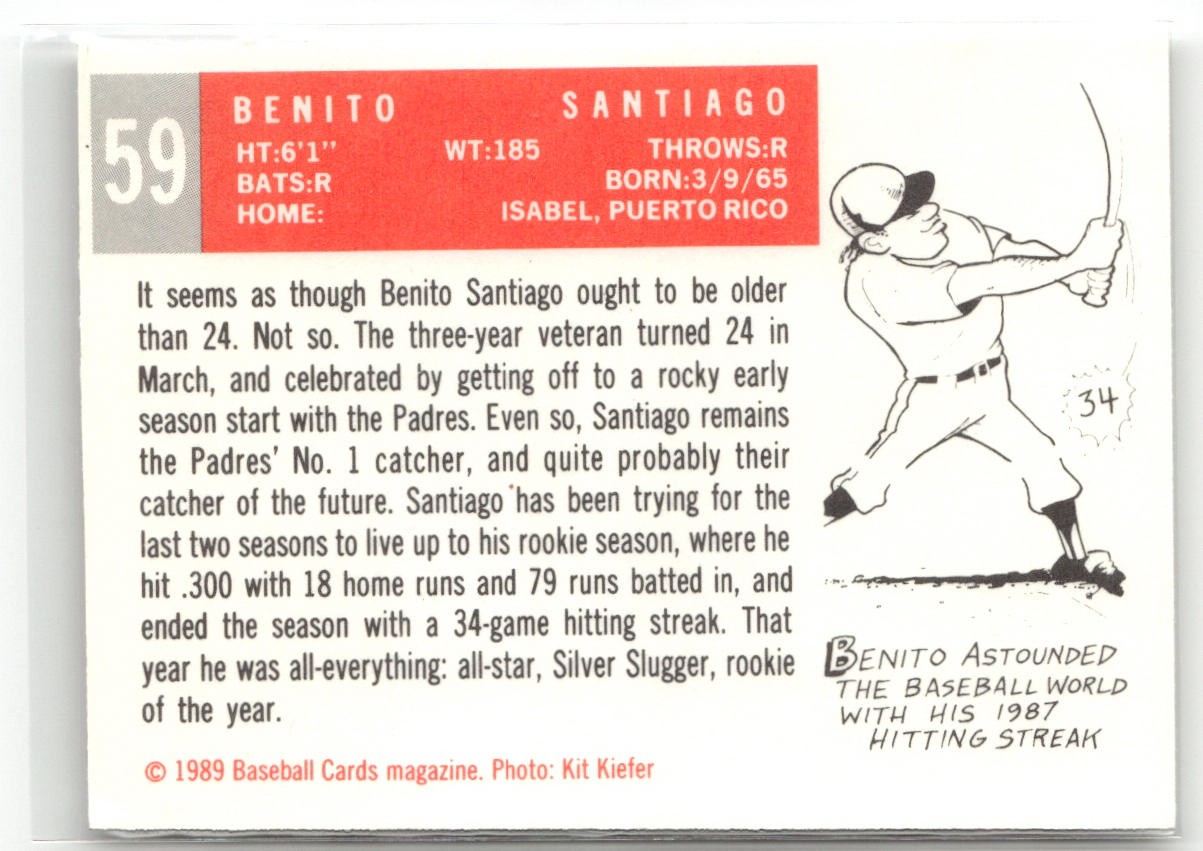 59
BENITO SANTIAGO
HT:6'1" WT:185 THROWS:R
BATS:R BORN:3/9/65
HOME: ISABEL, PUERTO RICO
It seems as though Benito Santiago ought to be older
than 24. Not so. The three-year veteran turned 24 in
March, and celebrated by getting off to a rocky early
season start with the Padres. Even so, Santiago remains
the Padres' No. 1 catcher, and quite probably their
catcher of the future. Santiago has been trying for the
last two seasons to live up to his rookie season, where he
hit .300 with 18 home runs and 79 runs batted in, and
ended the season with a 34-game hitting streak. That
year he was all-everything: all-star, Silver Slugger, rookie
of the year.
© 1989 Baseball Cards magazine. Photo: Kit Kiefer
34
BENITO ASTOUNDED
THE BASEBALL WORLD
WITH HIS 1987
HITTING STREAK